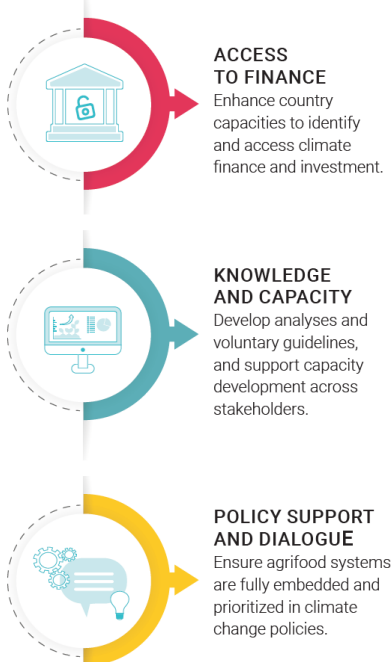 ACCESS
TO FINANCE
Enhance country
capacities to identify
and access climate
finance and investment.
KNOWLEDGE
AND CAPACITY
Develop analyses and
voluntary guidelines,
and support capacity
development across
stakeholders.
POLICY SUPPORT
AND DIALOGUE
Ensure agrifood systems
are fully embedded and
prioritized in climate
change policies.